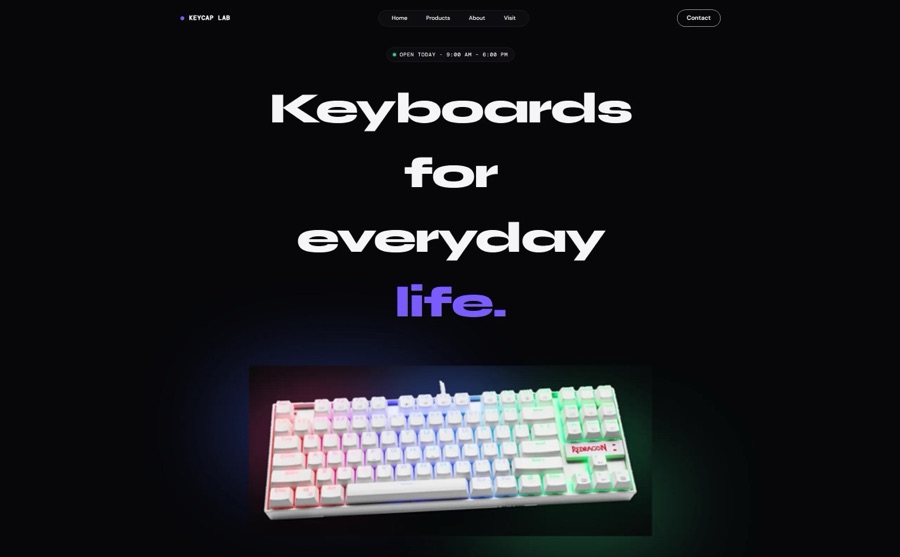 KEYCAP LAB
Home Products About Visit
Contact
OPEN TODAY - 9:00 AM - 6:00 PM
Keyboards
for
everyday
life.
REDRAGON